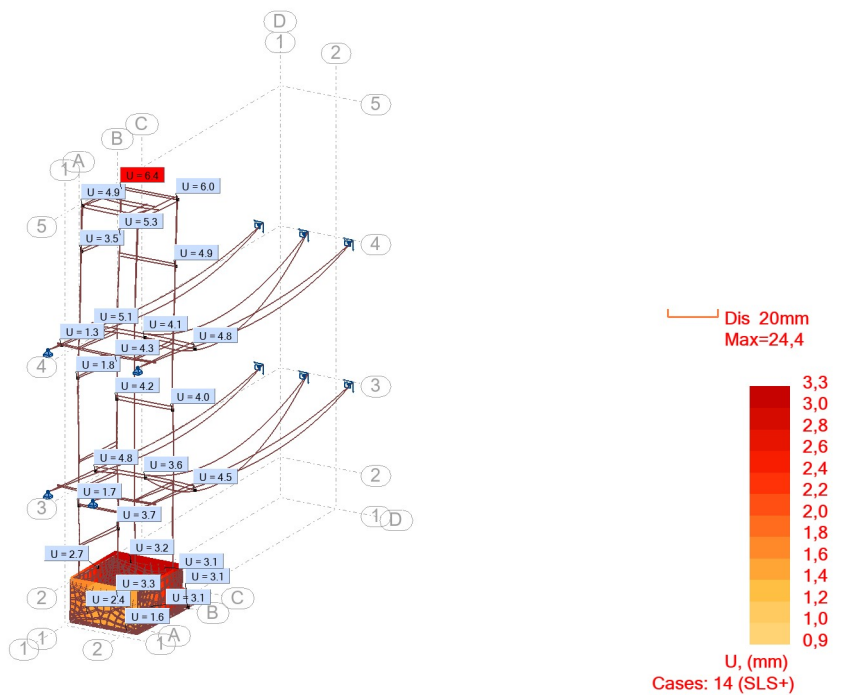 D
1
2
5
C
B
A
1
U = 6.4
U = 4.9
U = 6.0
U = 5.3
5
U = 3.5
4
U = 4.9
U = 5.1
U = 4.1
U = 1.3
U = 4.8
U = 4.3
4
U = 1.8
U = 4.2
3
U = 4.0
U = 4.8
U = 3.6
U = 4.5
2
U = 1.7
3
U = 3.7
1
D
U = 3.2
U = 2.7
U = 3.1
U = 3.1
U = 3.3
2
U = 2.4
U = 3.1
C
B
U = 1.6
A
1
1
1
2
Dis 20mm
Max=24,4
3,3
3,0
2,8
2,6
2,4
2,2
2,0
1,8
1,6
1,4
1,2
1,0
0,9
U, (mm)
Cases: 14 (SLS+)